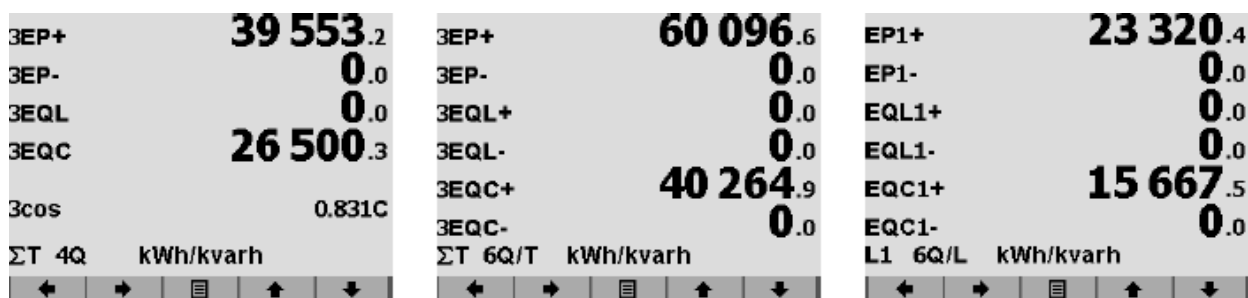 3EP+ 39 553.2
3EP- 0.0
3EQL 0.0
3EQC 26 500.3
3cos 0.831C
ΣT 4Q kWh/kvarh
3EP+ 60 096.6
3EP- 0.0
3EQL+ 0.0
3EQL- 0.0
3EQC+ 40 264.9
3EQC- 0.0
ΣT 6Q/T kWh/kvarh
EP1+ 23 320.4
EP1- 0.0
EQL1+ 0.0
EQL1- 0.0
EQC1+ 15 667.5
EQC1- 0.0
L1 6Q/L kWh/kvarh